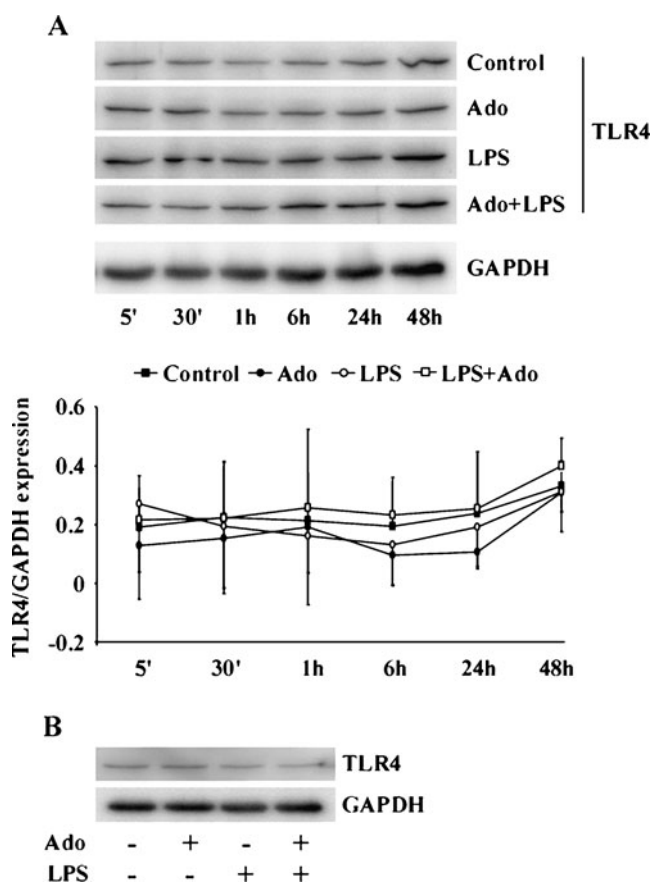 A
Control
Ado
TLR4
LPS
Ado+LPS
GAPDH
5' 30' 1h 6h 24h 48h
Control Ado LPS LPS+Ado
TLR4/GAPDH expression
0.6
0.4
0.2
0
-0.2
5' 30' 1h 6h 24h 48h
B
TLR4
GAPDH
Ado - + - +
LPS - - + +